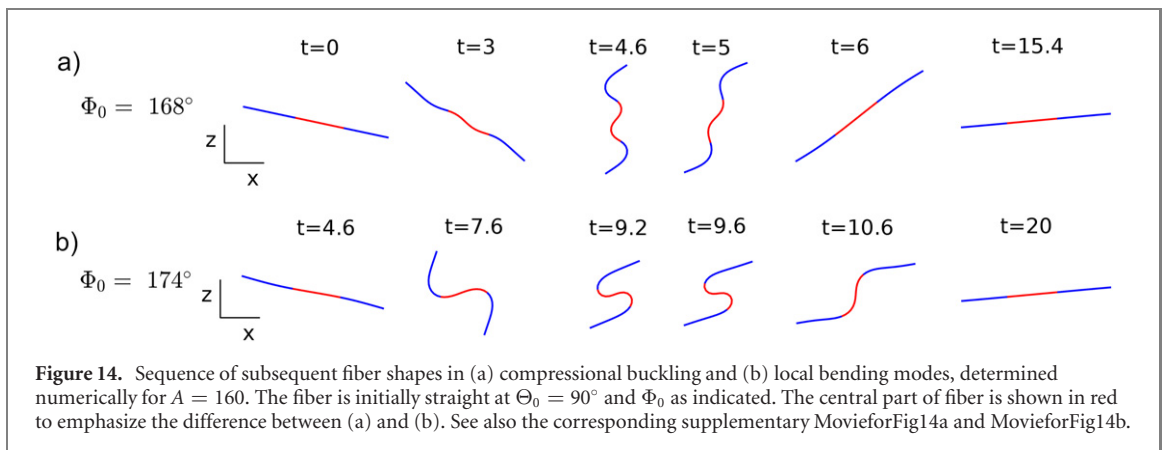 t=0 t=3 t=4.6 t=5 t=6 t=15.4
a)
Φ₀ = 168°
z
x
t=4.6 t=7.6 t=9.2 t=9.6 t=10.6 t=20
b)
Φ₀ = 174°
z
x
Figure 14. Sequence of subsequent fiber shapes in (a) compressional buckling and (b) local bending modes, determined
numerically for A = 160. The fiber is initially straight at Θ₀ = 90° and Φ₀ as indicated. The central part of fiber is shown in red
to emphasize the difference between (a) and (b). See also the corresponding supplementary MovieforFig14a and MovieforFig14b.